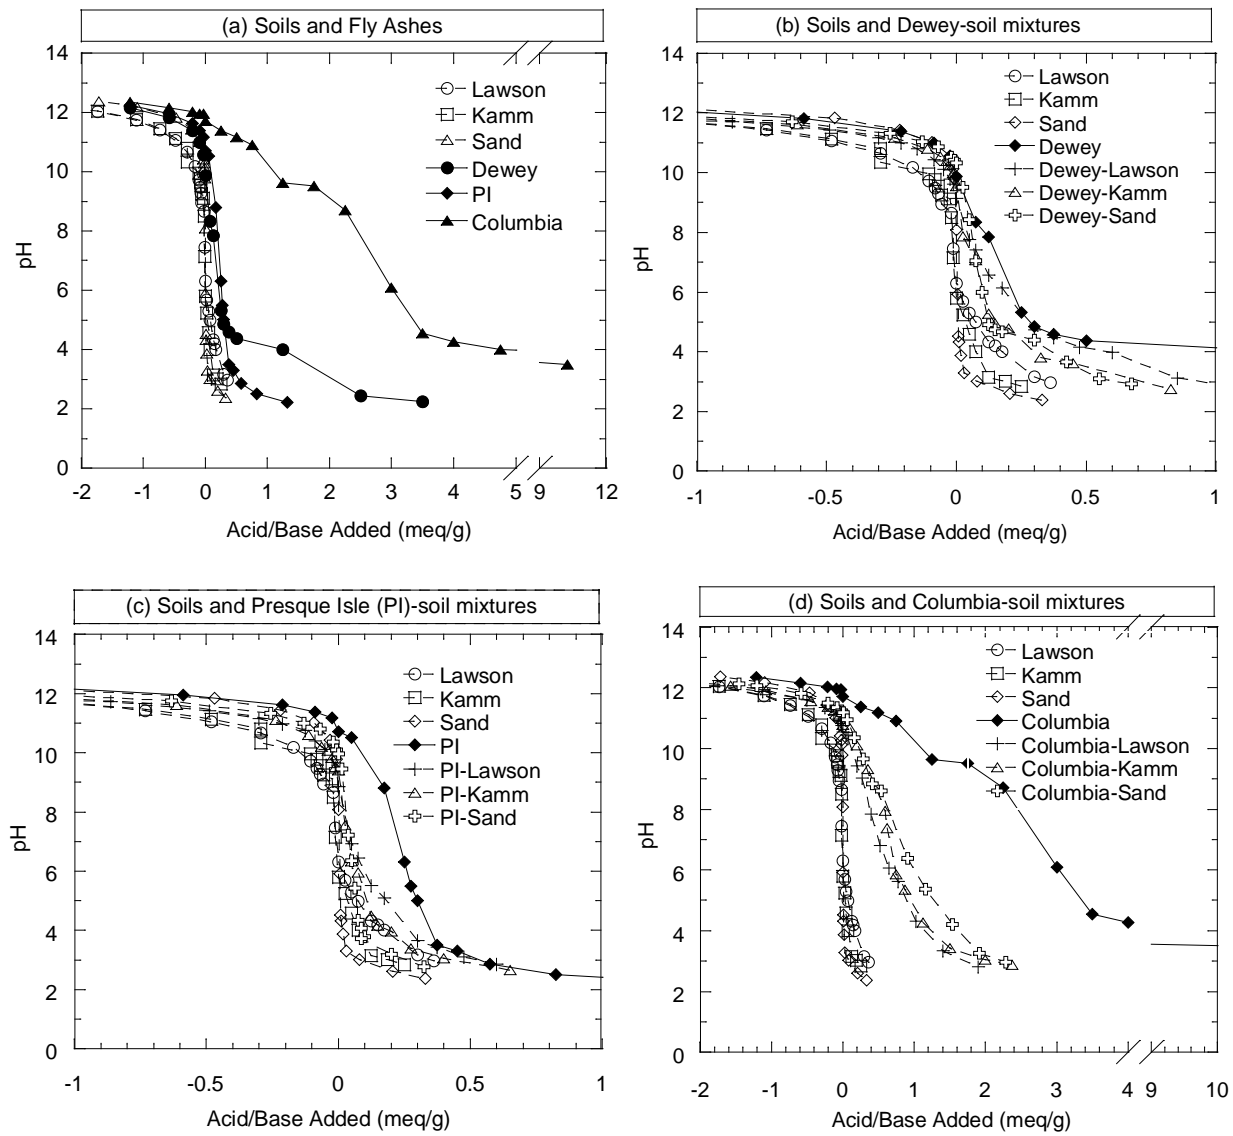 (a) Soils and Fly Ashes
14
12
10
8
6
4
2
0
pH
Lawson
Kamm
Sand
Dewey
PI
Columbia
-2 -1 0 1 2 3 4 5 9 12
Acid/Base Added (meq/g)
(b) Soils and Dewey-soil mixtures
14
12
10
8
6
4
2
0
pH
Lawson
Kamm
Sand
Dewey
Dewey-Lawson
Dewey-Kamm
Dewey-Sand
-1 -0.5 0 0.5 1
Acid/Base Added (meq/g)
(c) Soils and Presque Isle (PI)-soil mixtures
14
12
10
8
6
4
2
0
pH
Lawson
Kamm
Sand
PI
PI-Lawson
PI-Kamm
PI-Sand
-1 -0.5 0 0.5 1
Acid/Base Added (meq/g)
(d) Soils and Columbia-soil mixtures
14
12
10
8
6
4
2
0
pH
Lawson
Kamm
Sand
Columbia
Columbia-Lawson
Columbia-Kamm
Columbia-Sand
-2 -1 0 1 2 3 4 9 10
Acid/Base Added (meq/g)